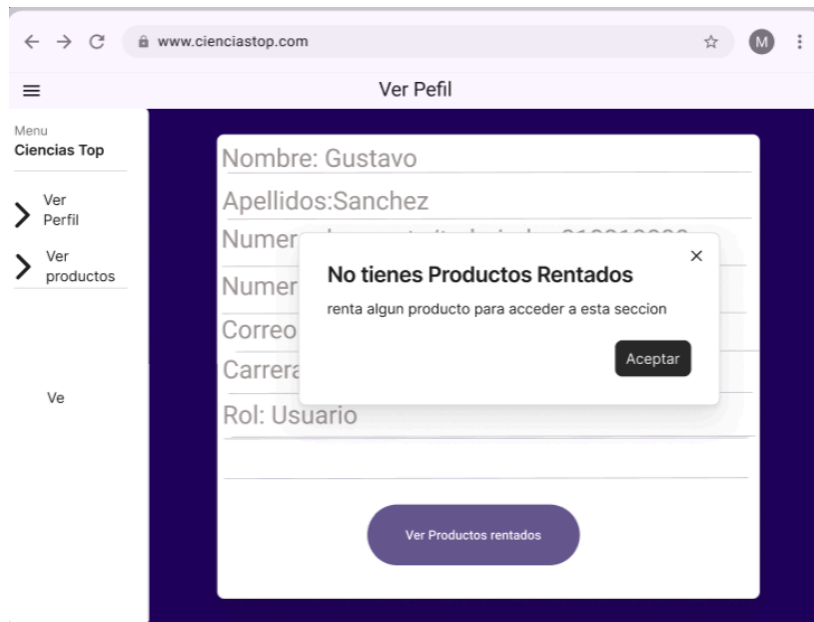 www.cienciastop.com
M
Ver Pefil
Menu
Ciencias Top
Ver
Perfil
Ver
productos
Ve
Nombre: Gustavo
Apellidos:Sanchez
Numer
Numer
Correo
Carrera
Rol: Usuario
No tienes Productos Rentados
renta algun producto para acceder a esta seccion
Aceptar
Ver Productos rentados